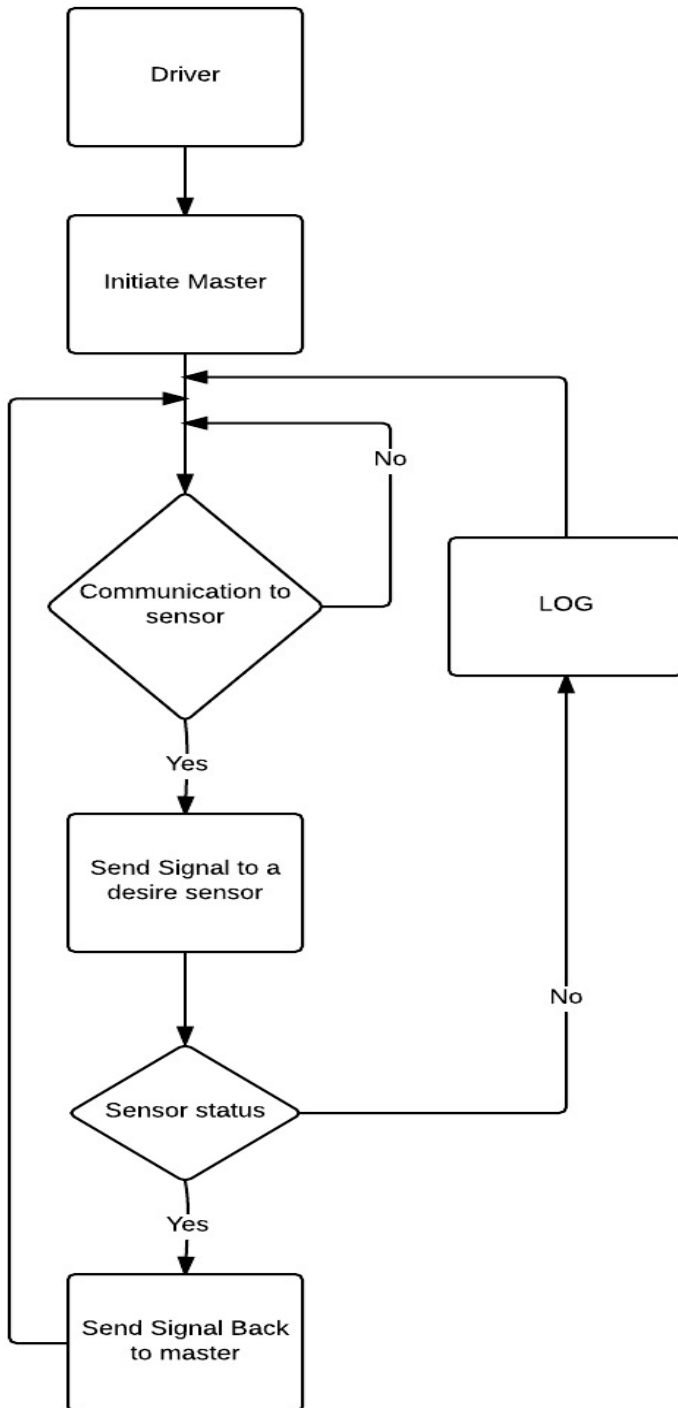 Driver
Initiate Master
No
Communication to
sensor
LOG
Yes
Send Signal to a
desire sensor
No
Sensor status
Yes
Send Signal Back
to master